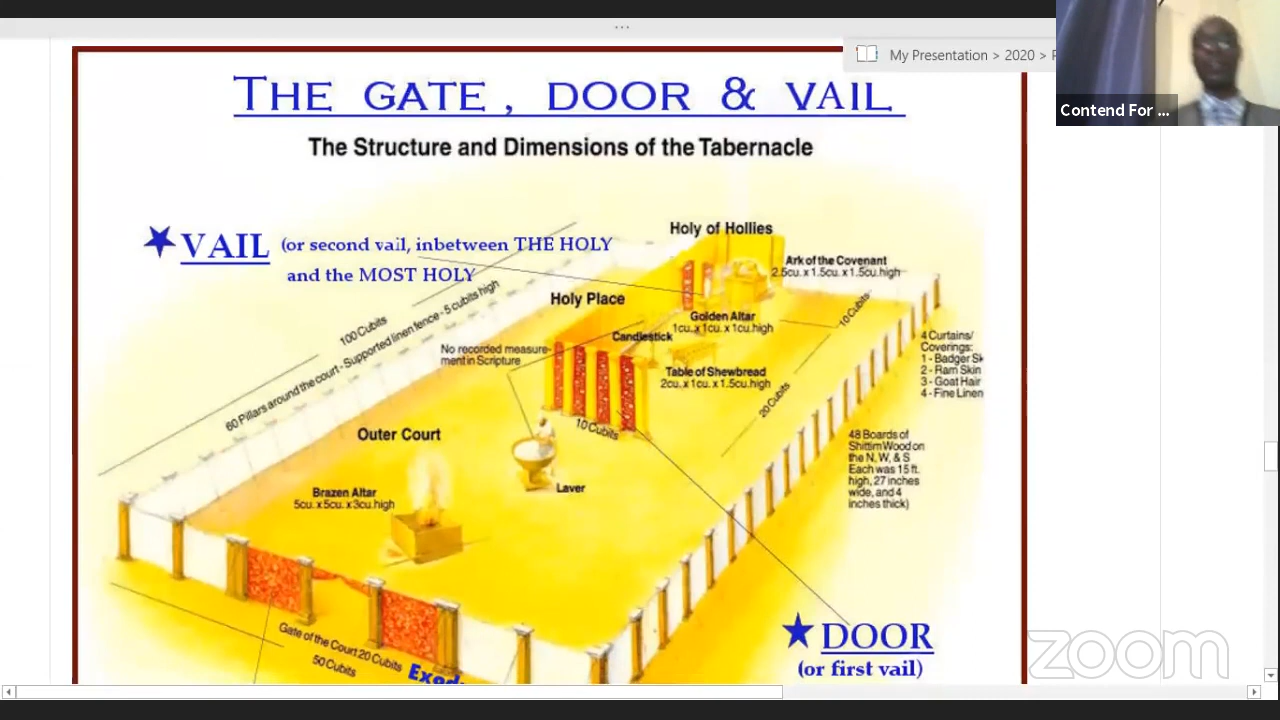 My Presentation > 2020 >
Contend For ...
THE GATE, DOOR & VAIL
The Structure and Dimensions of the Tabernacle
VAIL (or second vail, inbetween THE HOLY
and the MOST HOLY
Holy of Hollies
Ark of the Covenant
2.5cu. x 1.5cu. x 1.5cu. high
Holy Place
Golden Altar
1cu. x 1cu. x 1cu. high
10 Cubits
100 Cubits
60 Pillars around the court - Supported linen fence - 5 cubits high
Candlestick
No recorded measure-
ment in Scripture
Table of Shewbread
2cu. x 1cu. x 1.5cu. high
4 Curtains/
Coverings:
1 - Badger Sk
2 - Ram Skin
3 - Goat Hair
4 - Fine Linen
20 Cubits
10 Cubits
Outer Court
48 Boards of
Shittim Wood on
the N, W, & S
Each was 15 ft.
high, 27 inches
wide, and 4
inches thick)
Laver
Brazen Altar
5cu. x 5cu. x 3cu. high
Gate of the Court 20 Cubits
50 Cubits
DOOR
(or first vail)
zoom